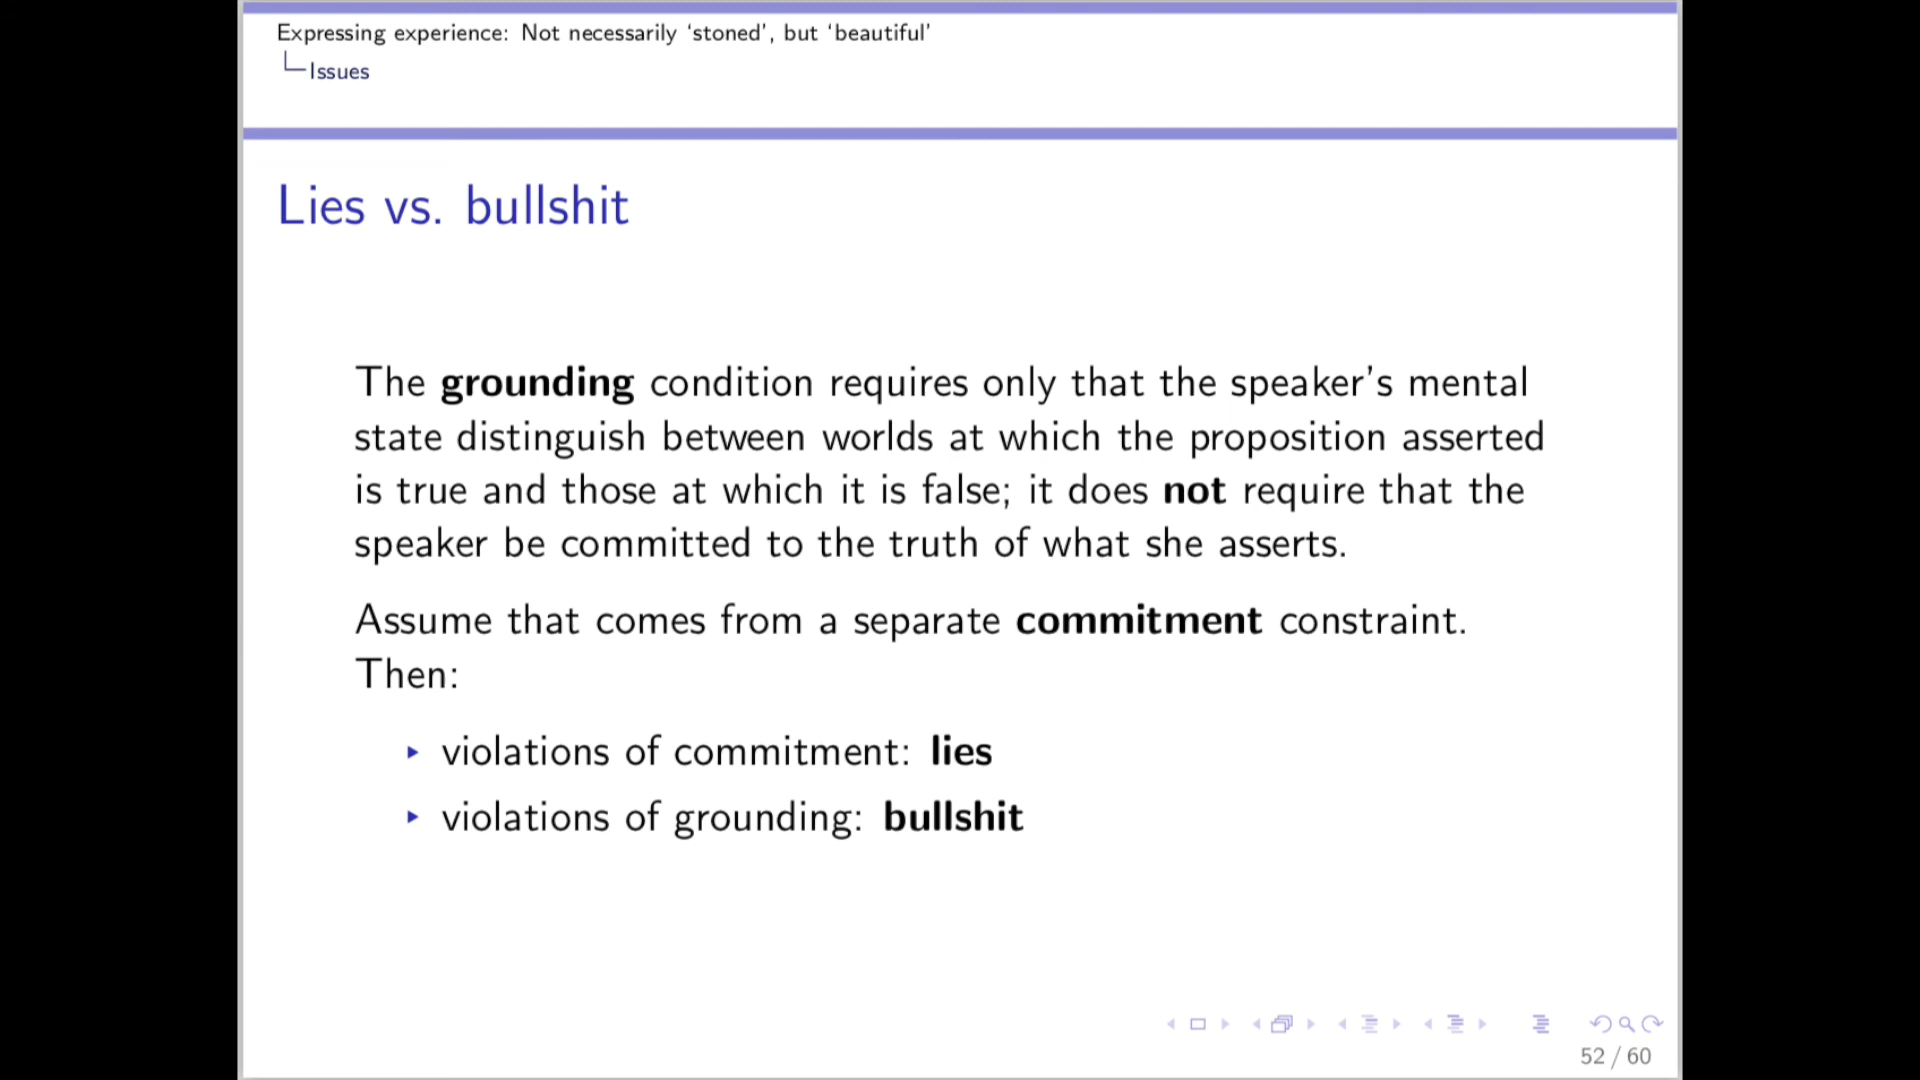 Expressing experience: Not necessarily ‘stoned’, but ‘beautiful’
Issues
Lies vs. bullshit
The grounding condition requires only that the speaker’s mental
state distinguish between worlds at which the proposition asserted
is true and those at which it is false; it does not require that the
speaker be committed to the truth of what she asserts.
Assume that comes from a separate commitment constraint.
Then:
violations of commitment: lies
violations of grounding: bullshit
52 / 60